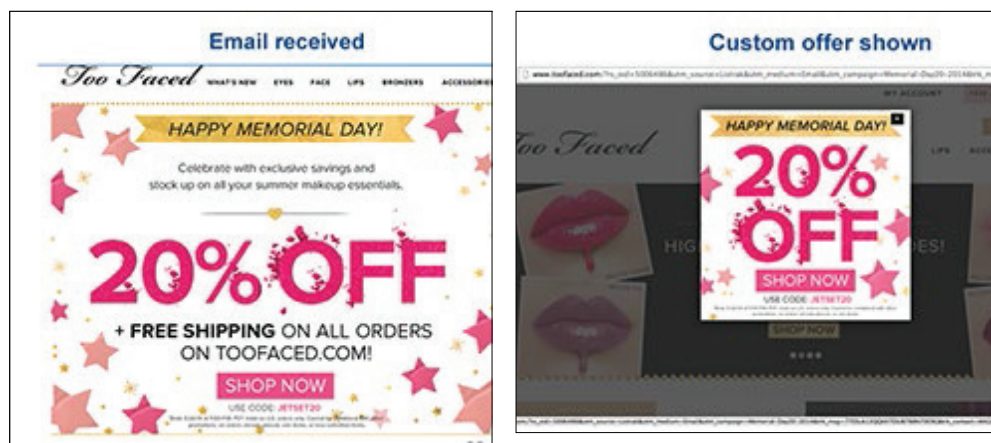 Email received
Too Faced WHAT'S NEW EYES FACE LIPS BRONZERS ACCESSORIES
HAPPY MEMORIAL DAY!
Celebrate with exclusive savings and
stock up on all your summer makeup essentials.
20% OFF
+ FREE SHIPPING ON ALL ORDERS
ON TOOFACED.COM!
SHOP NOW
USE CODE: JETSET20
Custom offer shown
MY ACCOUNT
Too Faced LIPS
HAPPY MEMORIAL DAY!
20%
OFF
SHOP NOW
USE CODE: JETSET20
SHOP NOW